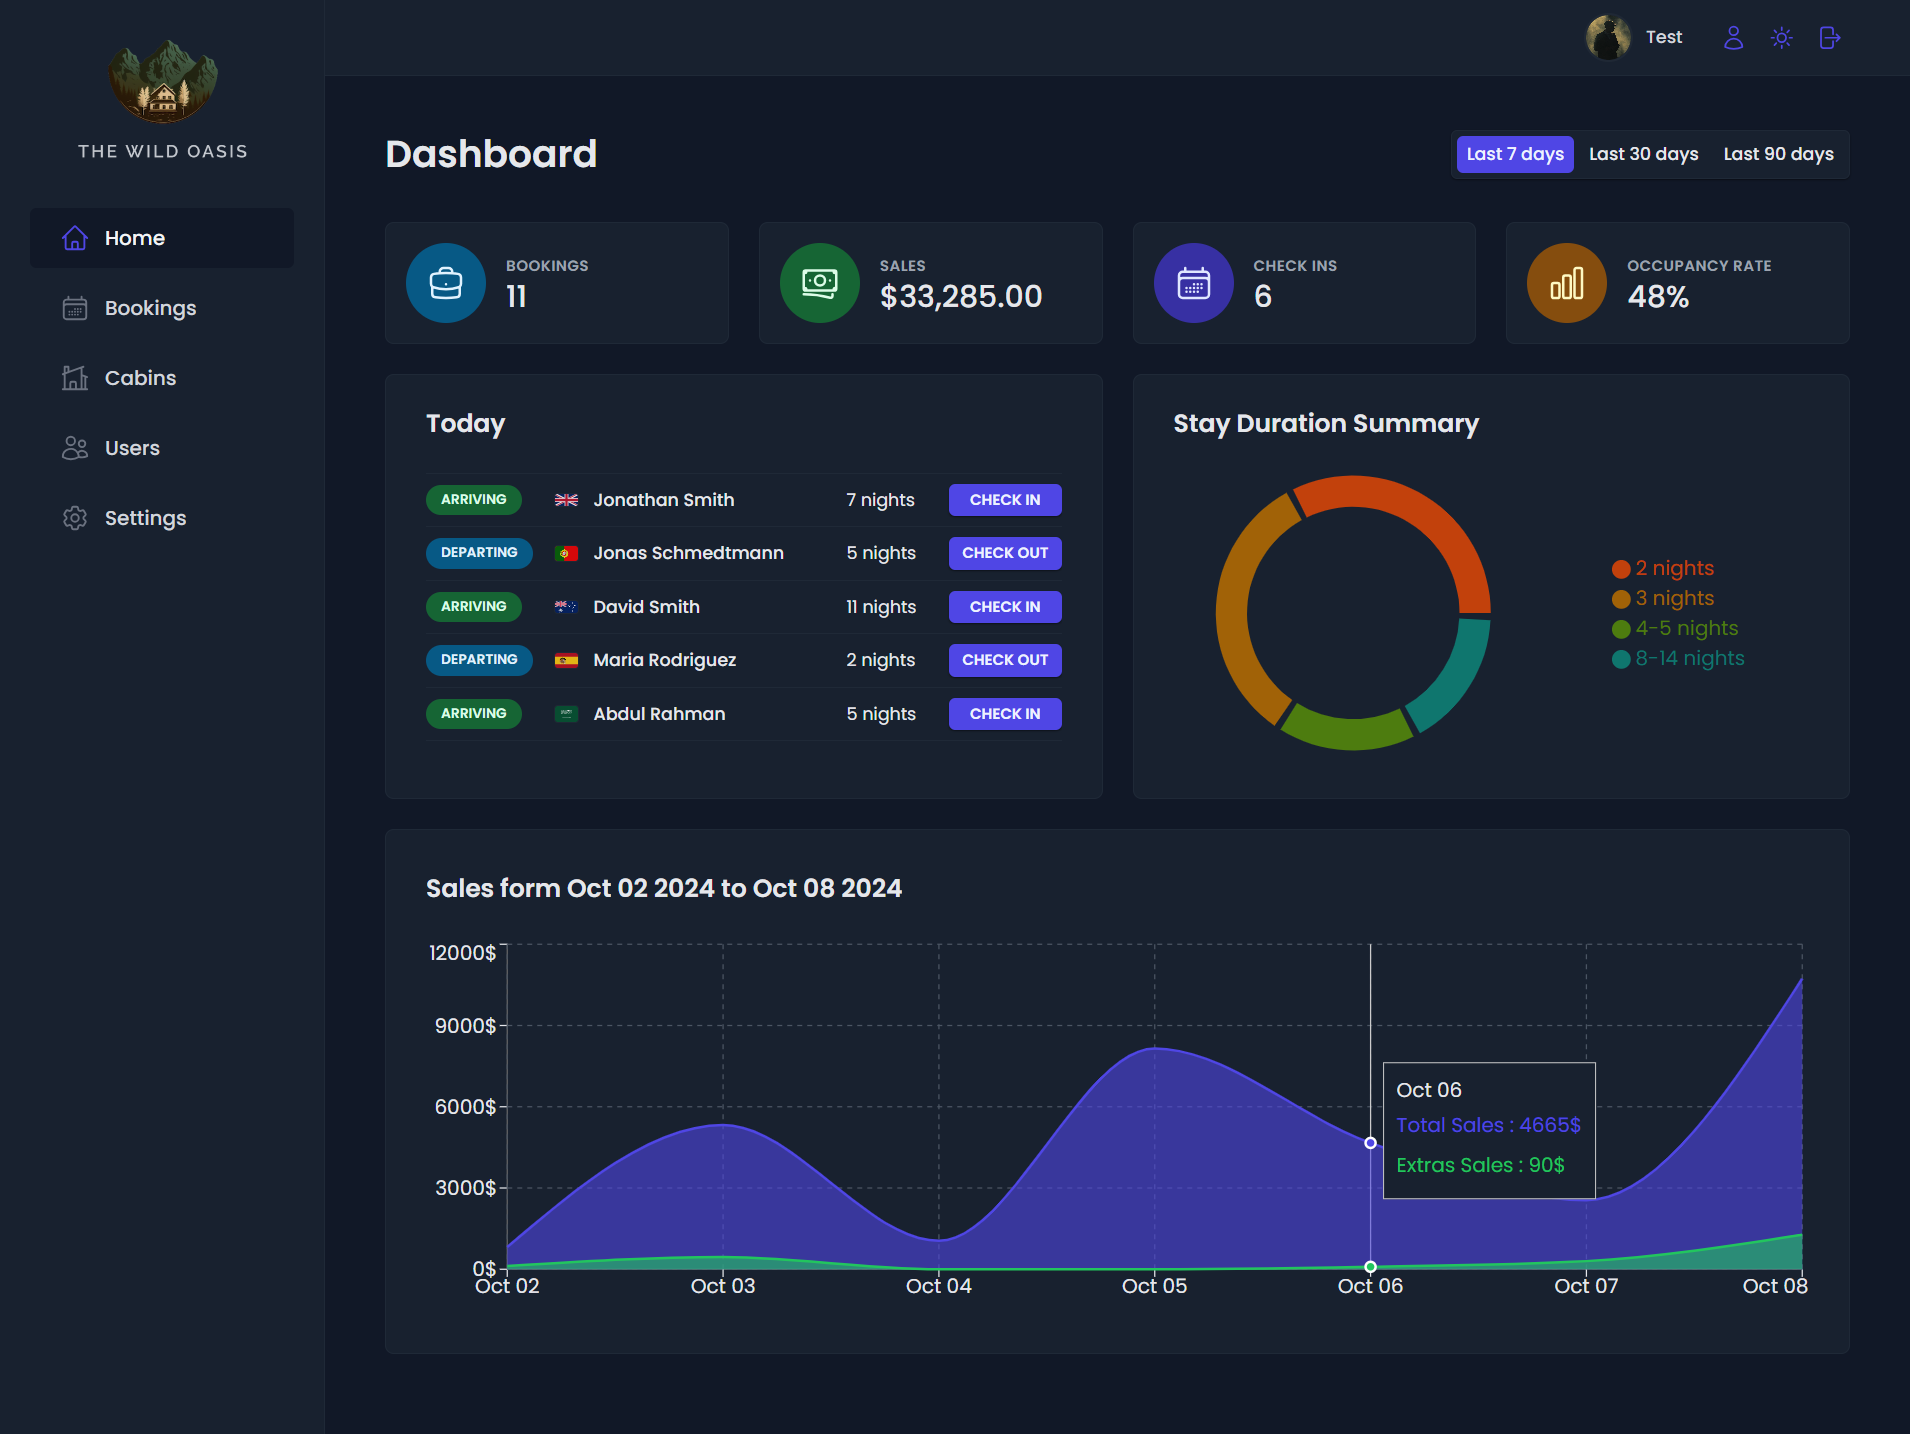 THE WILD OASIS
Home
Bookings
Cabins
Users
Settings
Test
Dashboard
Last 7 days Last 30 days Last 90 days
BOOKINGS
11
SALES
$33,285.00
CHECK INS
6
OCCUPANCY RATE
48%
Today
ARRIVING Jonathan Smith 7 nights CHECK IN
DEPARTING Jonas Schmedtmann 5 nights CHECK OUT
ARRIVING David Smith 11 nights CHECK IN
DEPARTING Maria Rodriguez 2 nights CHECK OUT
ARRIVING Abdul Rahman 5 nights CHECK IN
Stay Duration Summary
2 nights
3 nights
4-5 nights
8-14 nights
Sales form Oct 02 2024 to Oct 08 2024
12000$
9000$
6000$
3000$
0$
Oct 06
Total Sales : 4665$
Extras Sales : 90$
Oct 02 Oct 03 Oct 04 Oct 05 Oct 06 Oct 07 Oct 08